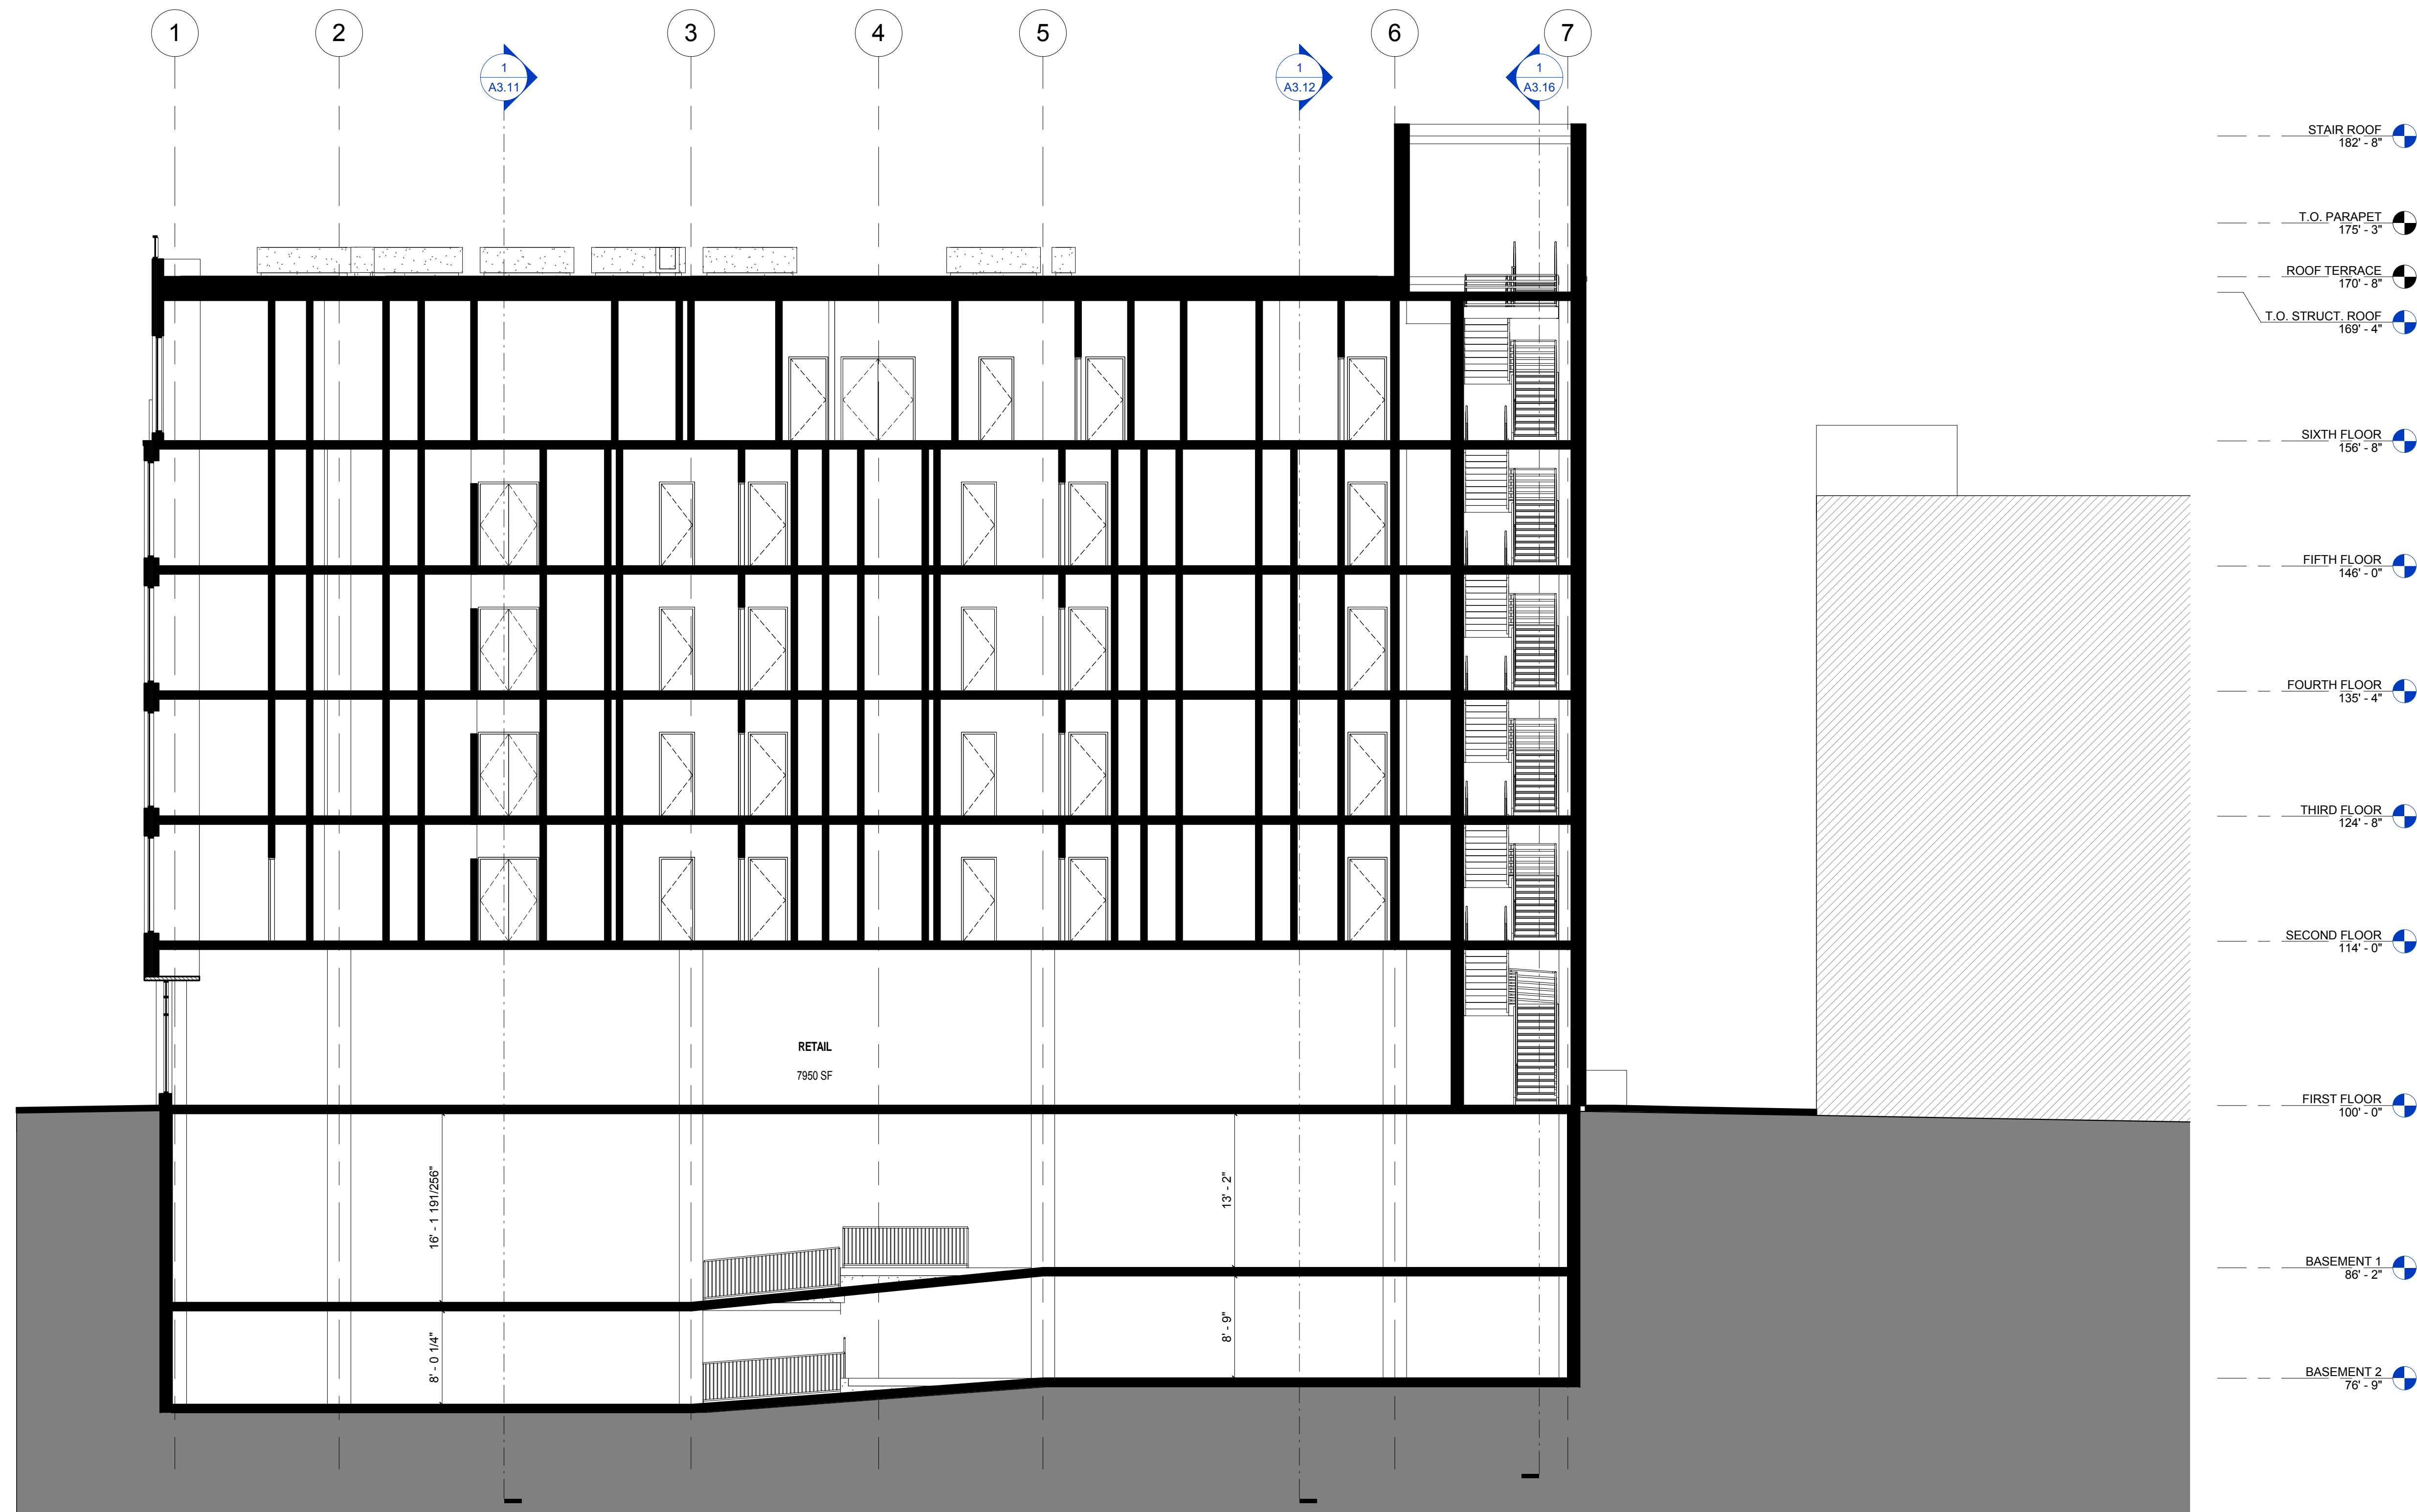 1
2
3
4
5
6
7
1
A3.11
1
A3.12
1
A3.16
STAIR ROOF
182' - 8"
T.O. PARAPET
175' - 3"
ROOF TERRACE
170' - 8"
T.O. STRUCT. ROOF
169' - 4"
SIXTH FLOOR
156' - 8"
FIFTH FLOOR
146' - 0"
FOURTH FLOOR
135' - 4"
THIRD FLOOR
124' - 8"
SECOND FLOOR
114' - 0"
RETAIL
7950 SF
FIRST FLOOR
100' - 0"
16' - 1 191/256"
13' - 2"
BASEMENT 1
86' - 2"
8' - 0 1/4"
8' - 9"
BASEMENT 2
76' - 9"